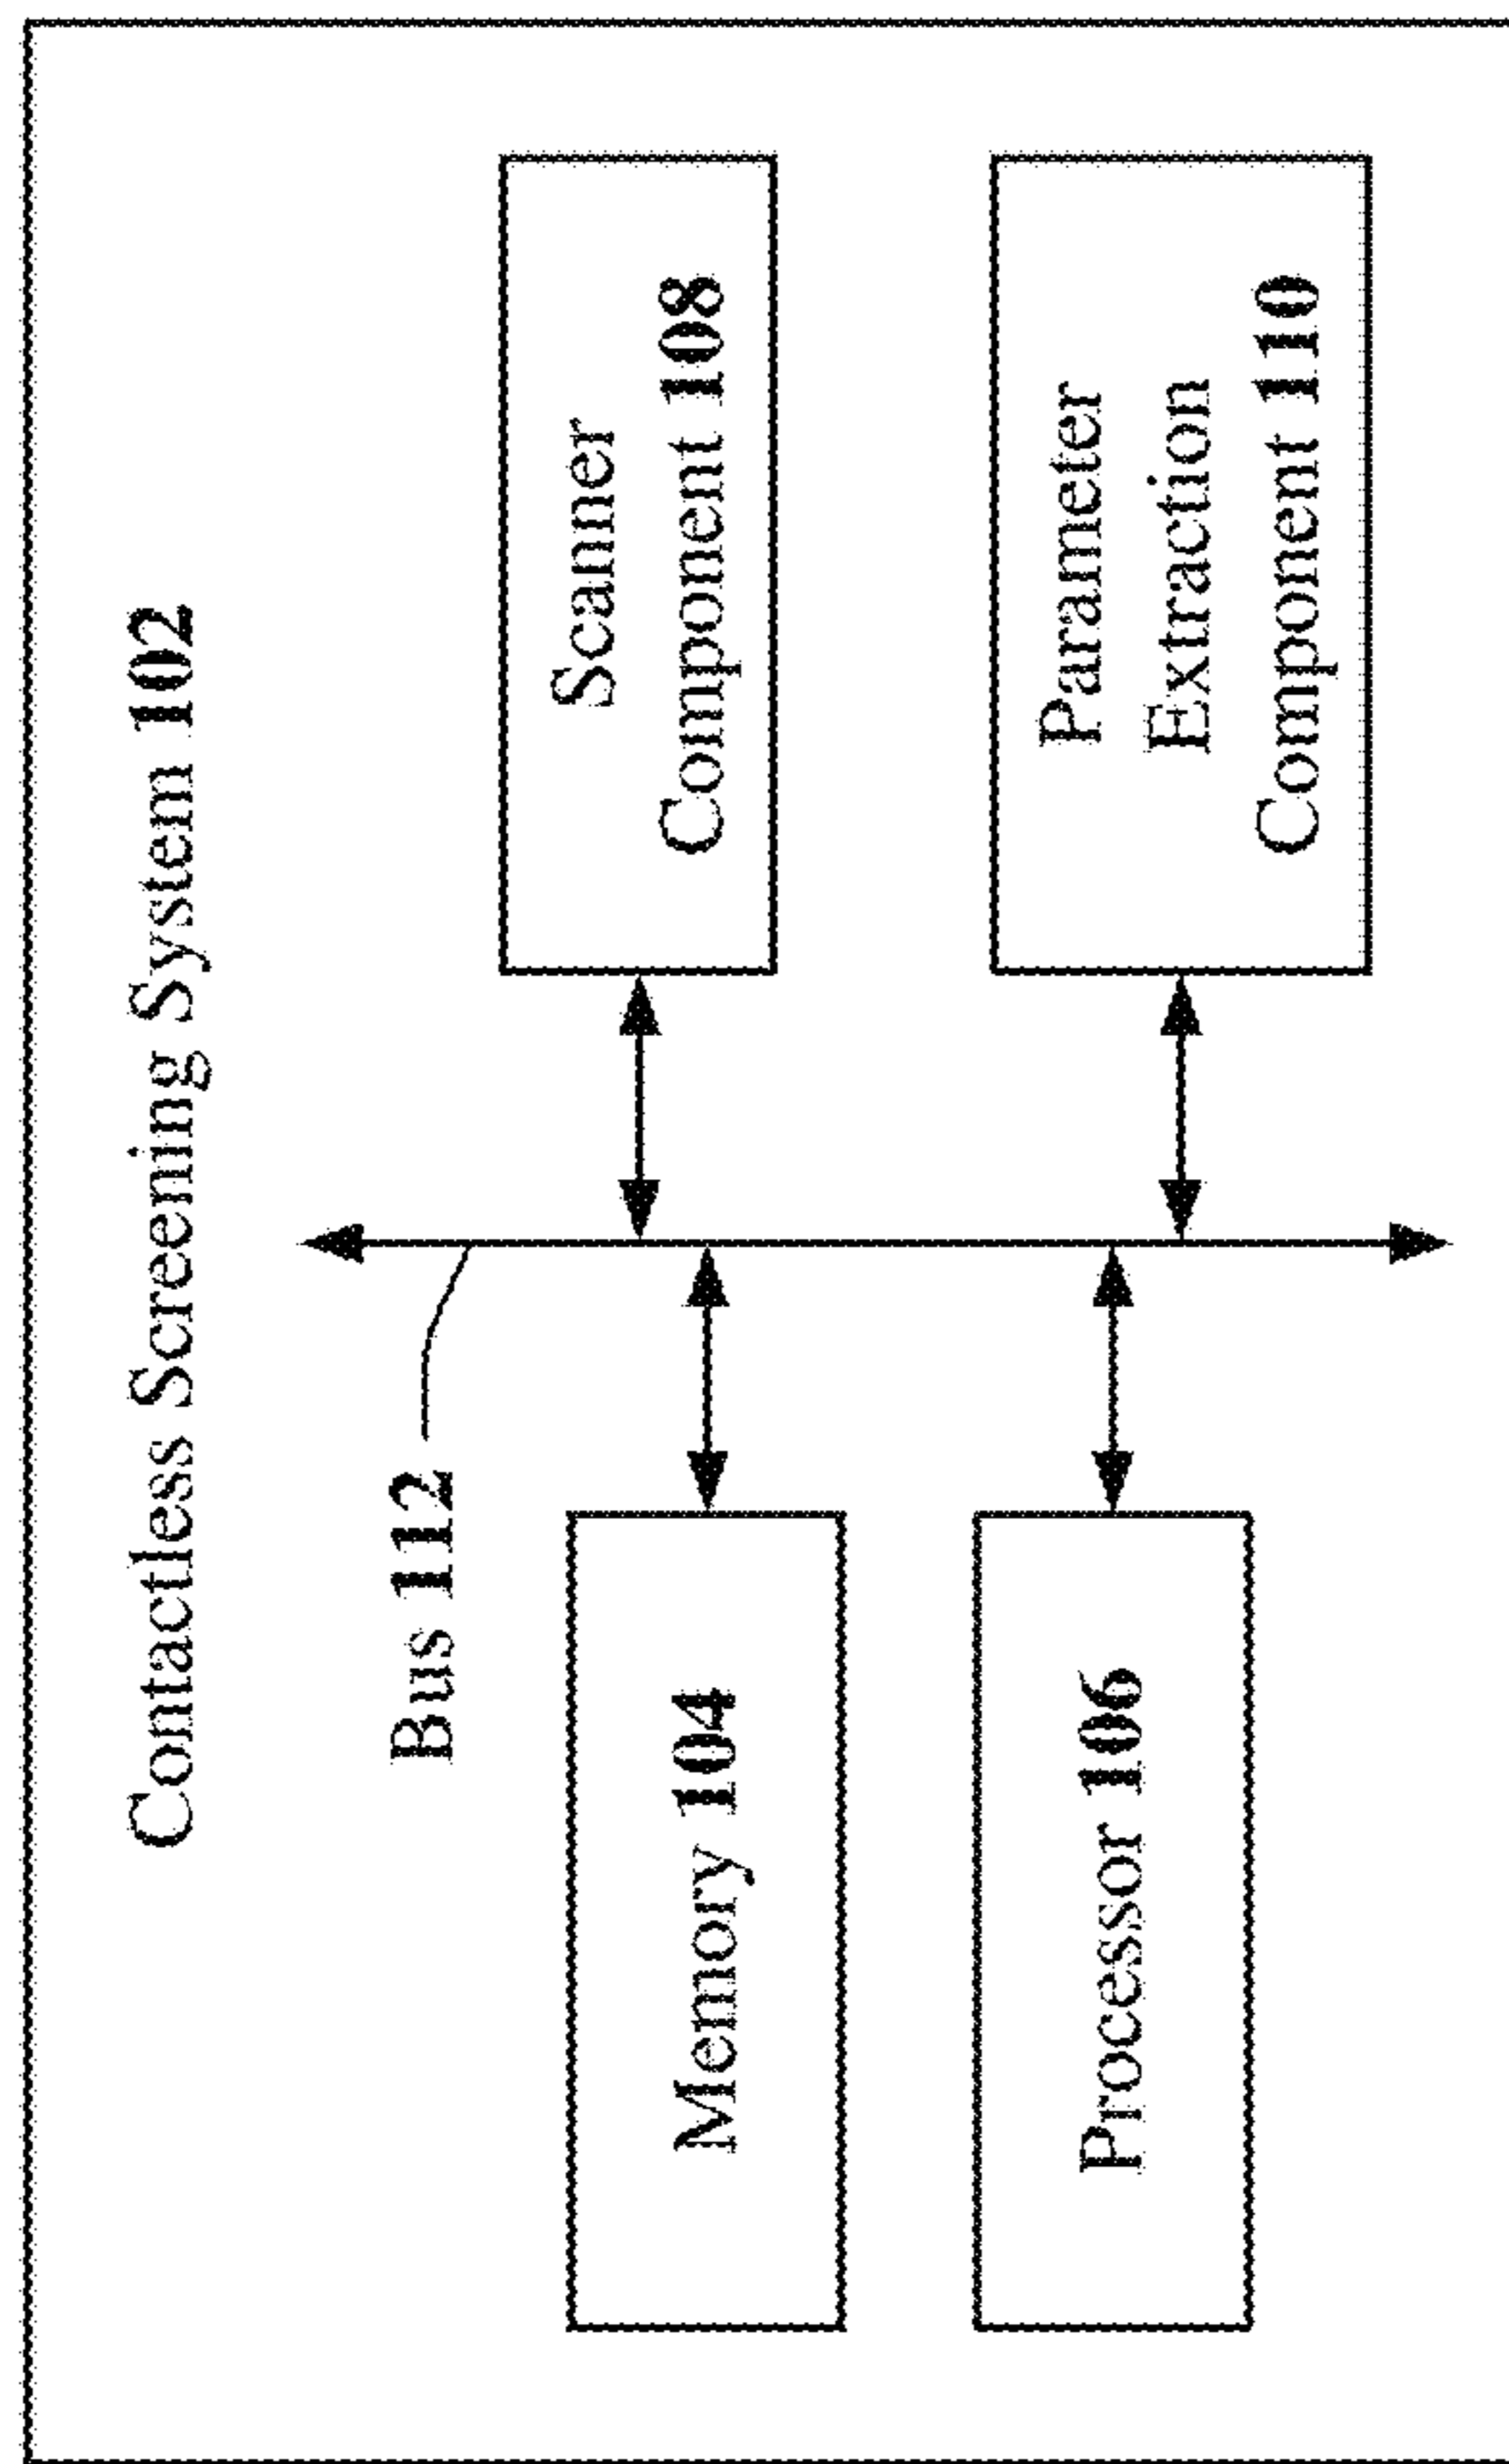 Contactless Screening System 102
Bus 112
Memory 104
Scanner
Component 108
Processor 106
Parameter
Extraction
Component 110